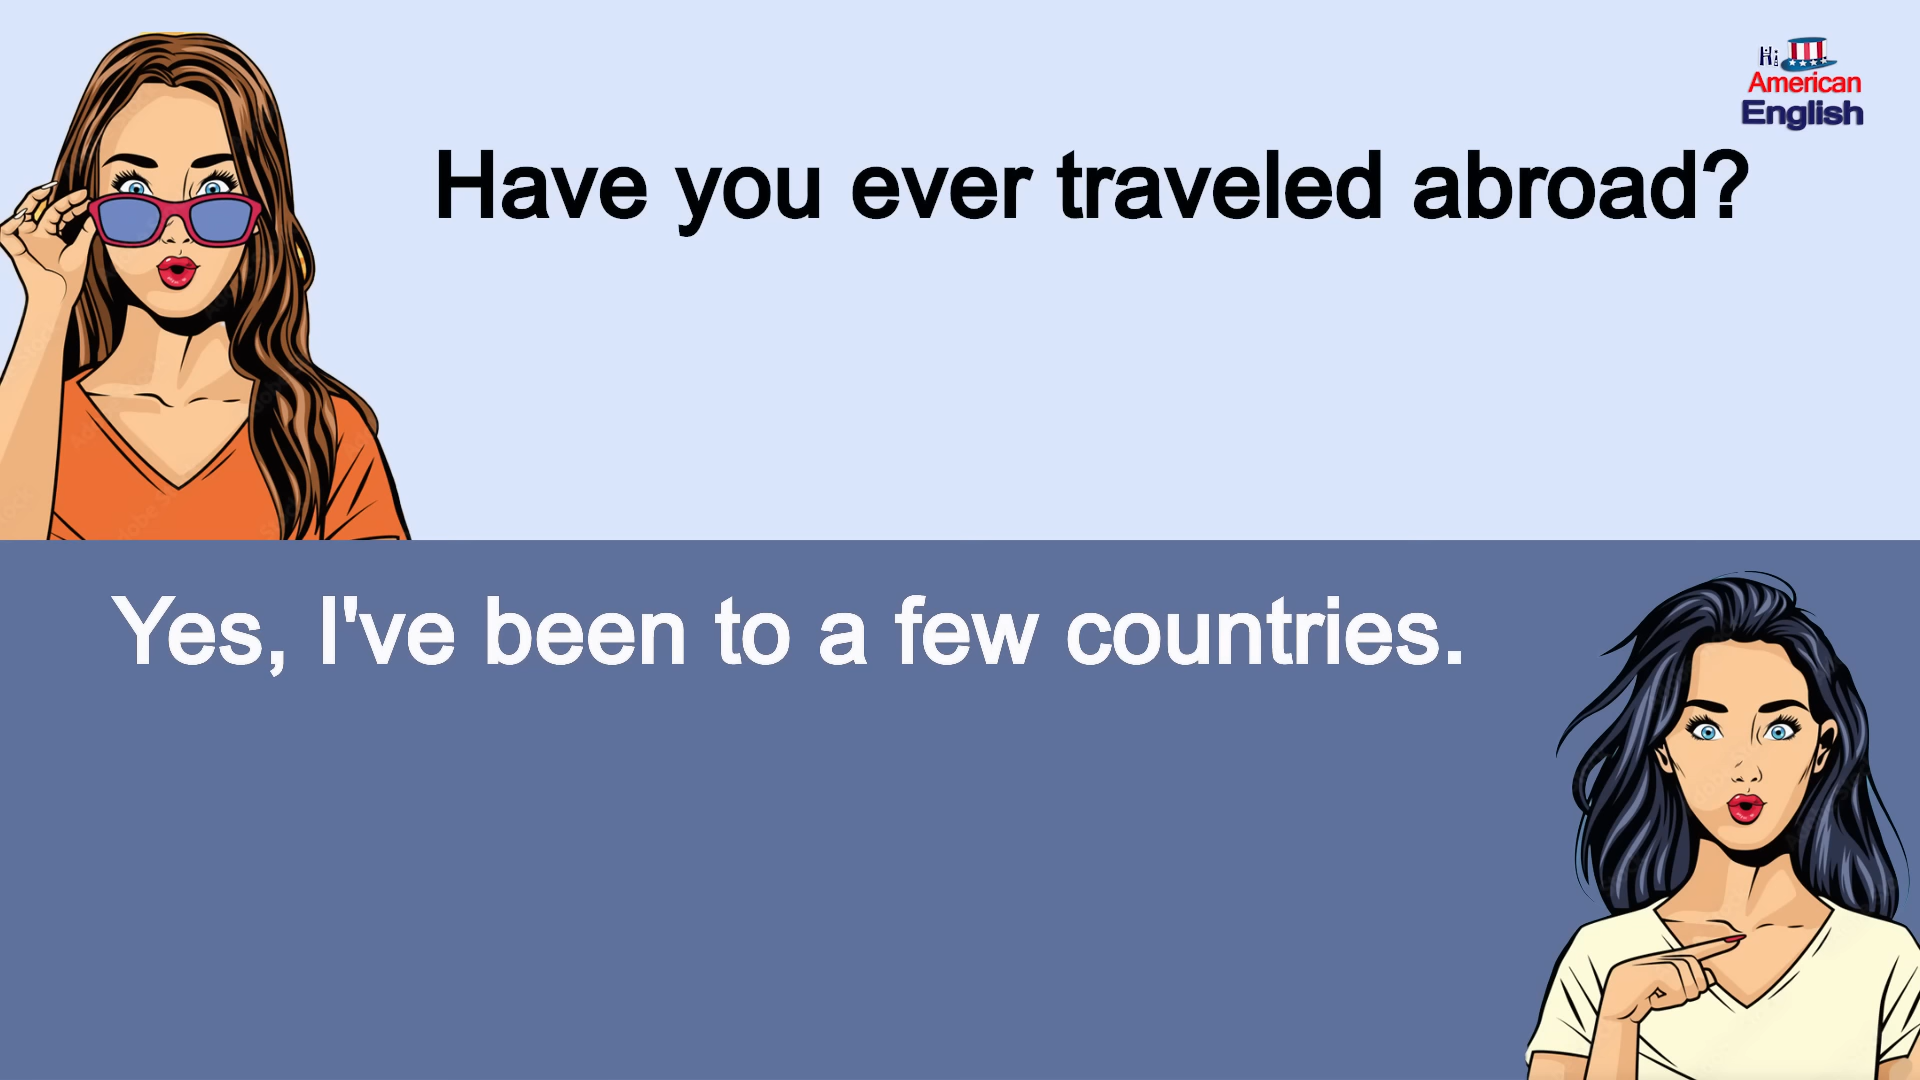 Hi
American
English
Have you ever traveled abroad?
Yes, I've been to a few countries.